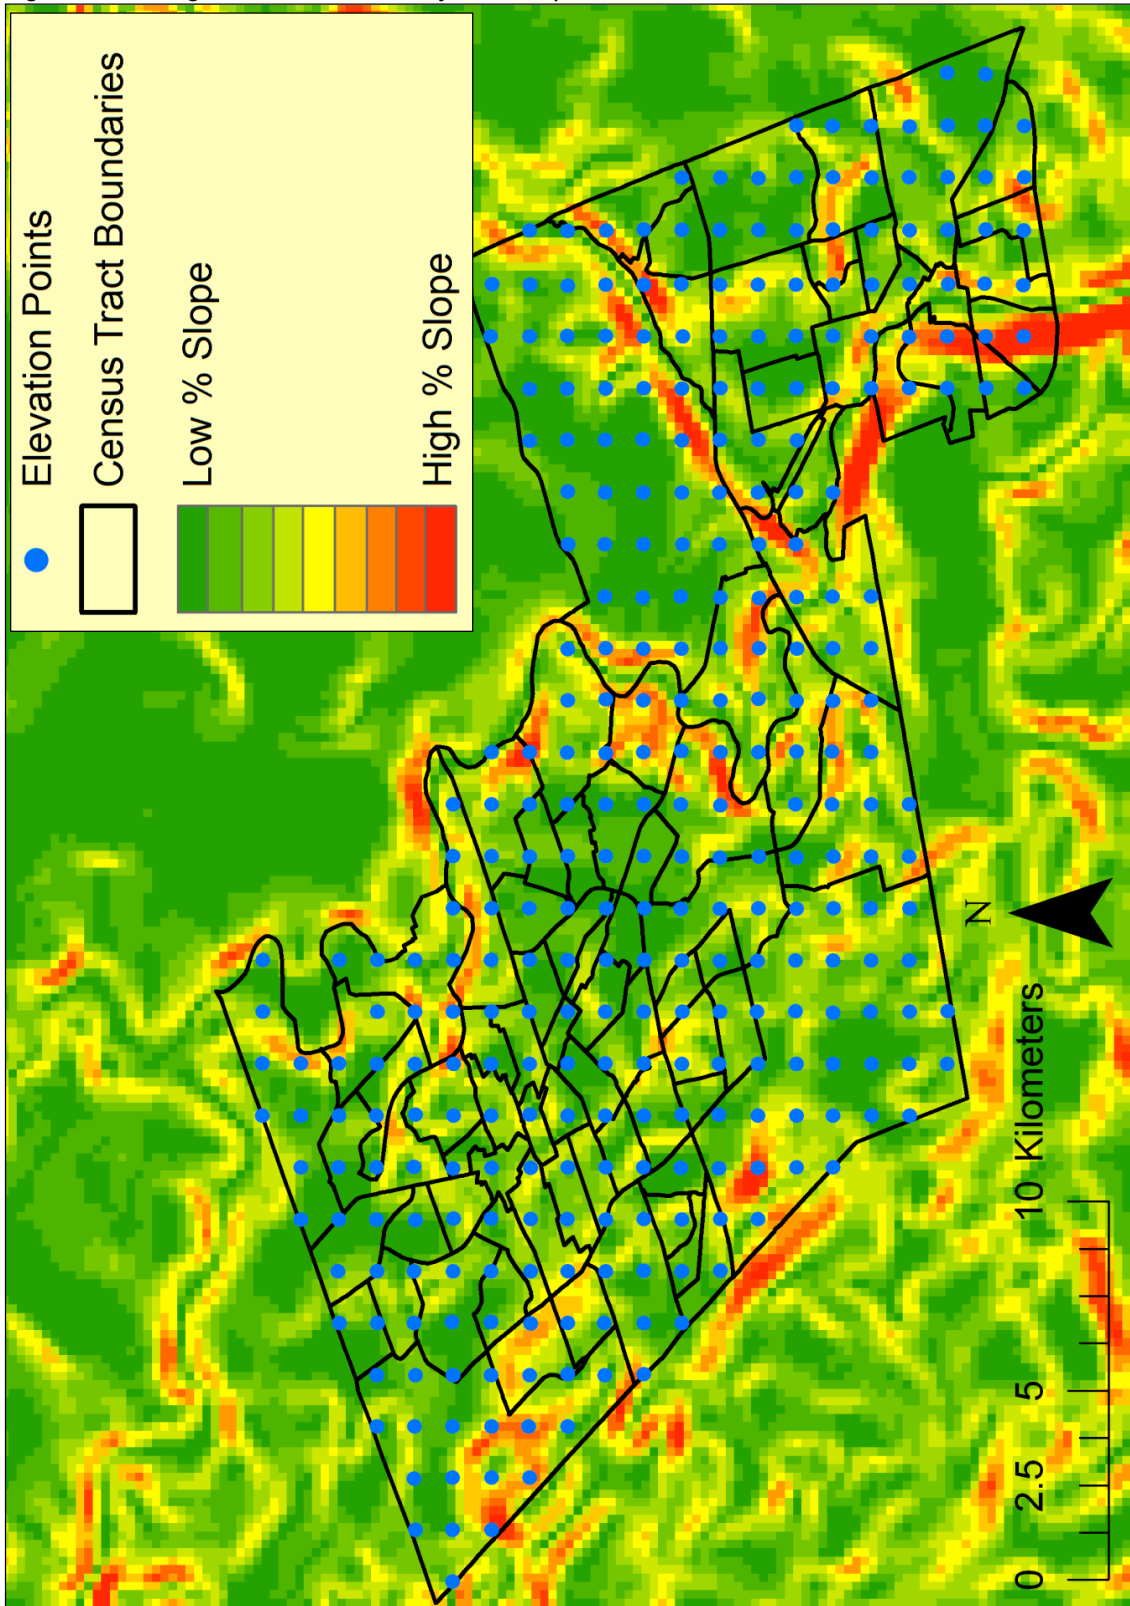 Elevation Points
Census Tract Boundaries
Low % Slope
High % Slope
N
0 2.5 5 10 Kilometers